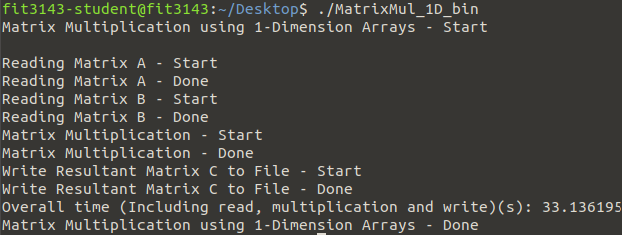 fit3143-student@fit3143:~/Desktop$ ./MatrixMul_1D_bin
Matrix Multiplication using 1-Dimension Arrays - Start
Reading Matrix A - Start
Reading Matrix A - Done
Reading Matrix B - Start
Reading Matrix B - Done
Matrix Multiplication - Start
Matrix Multiplication - Done
Write Resultant Matrix C to File - Start
Write Resultant Matrix C to File - Done
Overall time (Including read, multiplication and write)(s): 33.136195
Matrix Multiplication using 1-Dimension Arrays - Done